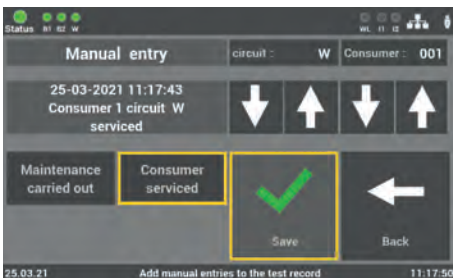 Status B1 BZ W
WL I1 I2
Manual entry
circuit : W
Consumer : 001
25-03-2021 11:17:43
Consumer 1 circuit W
serviced
Maintenance
carried out
Consumer
serviced
Save
Back
25.03.21 Add manual entries to the test record 11:17:50